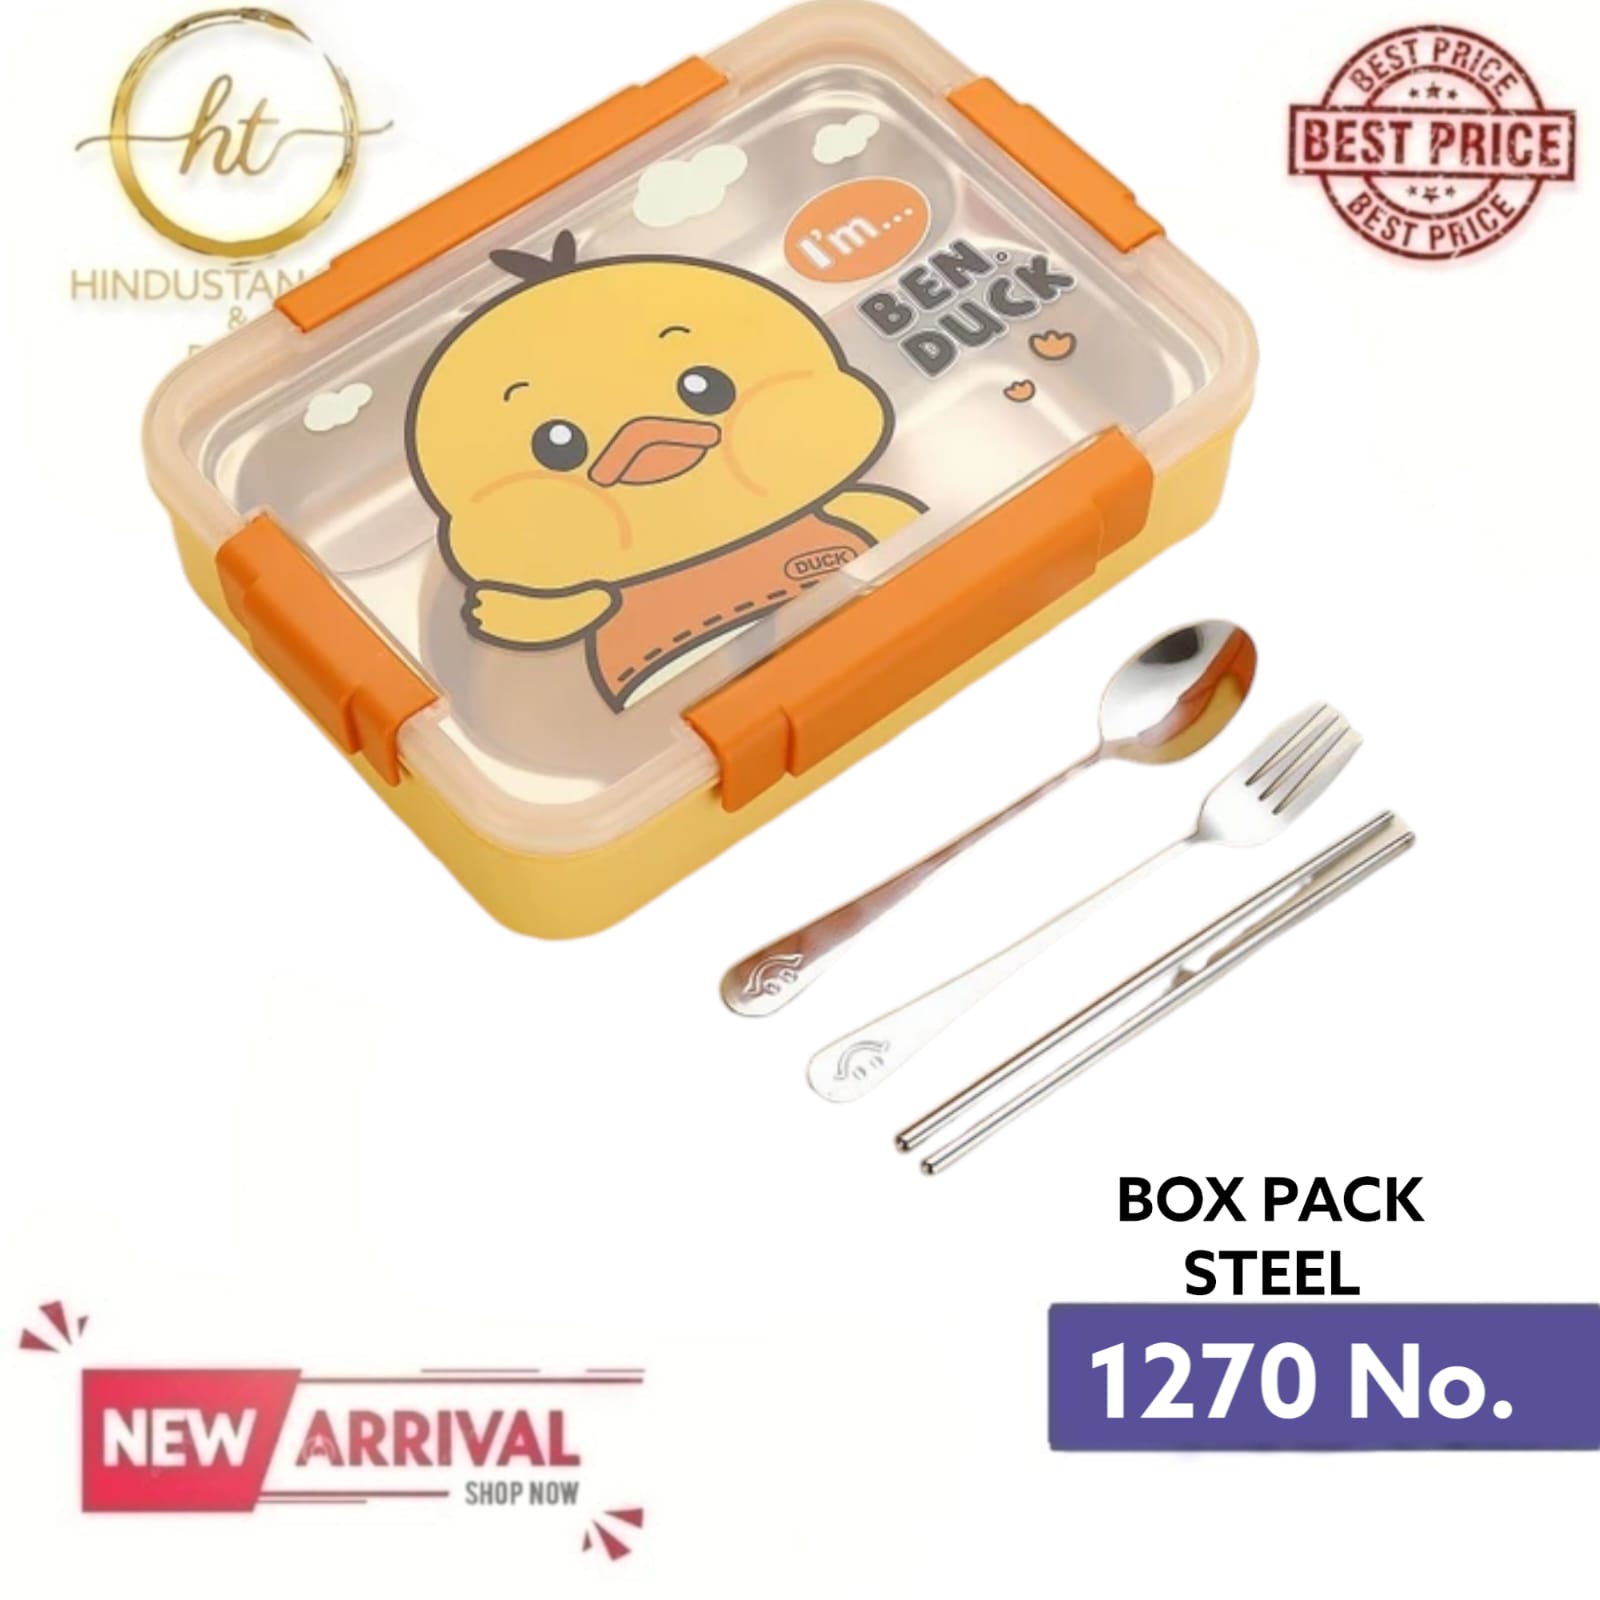 ht
HINDUSTAN
&
BEST PRICE
BEST PRICE
BEST PRICE
I'm...
BEN.
DUCK
DUCK
BOX PACK
STEEL
1270 No.
NEW ARRIVAL
SHOP NOW